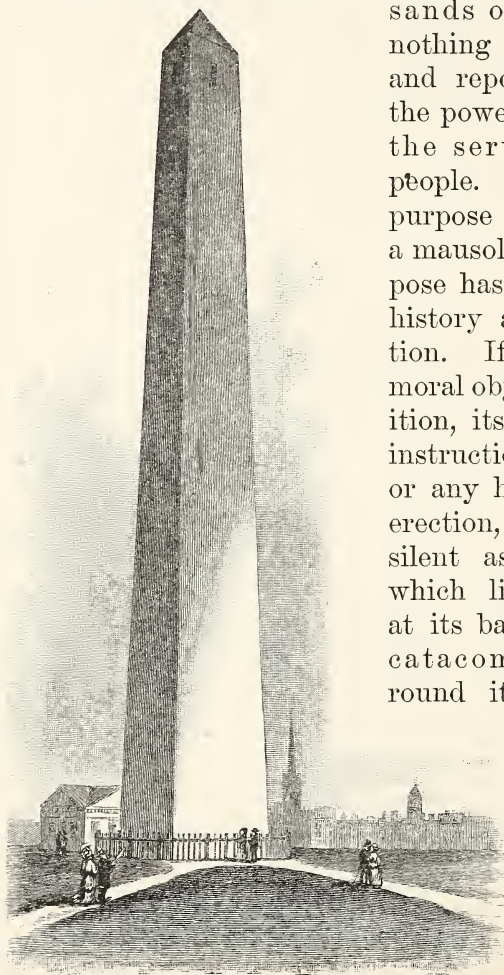 sands o
nothing
and repo
the powe
the ser
people.
purpose
a mausol
pose has
history a
tion. If
moral obj
ition, its
instructio
or any h
erection,
silent as
which li
at its ba
catacom
round it